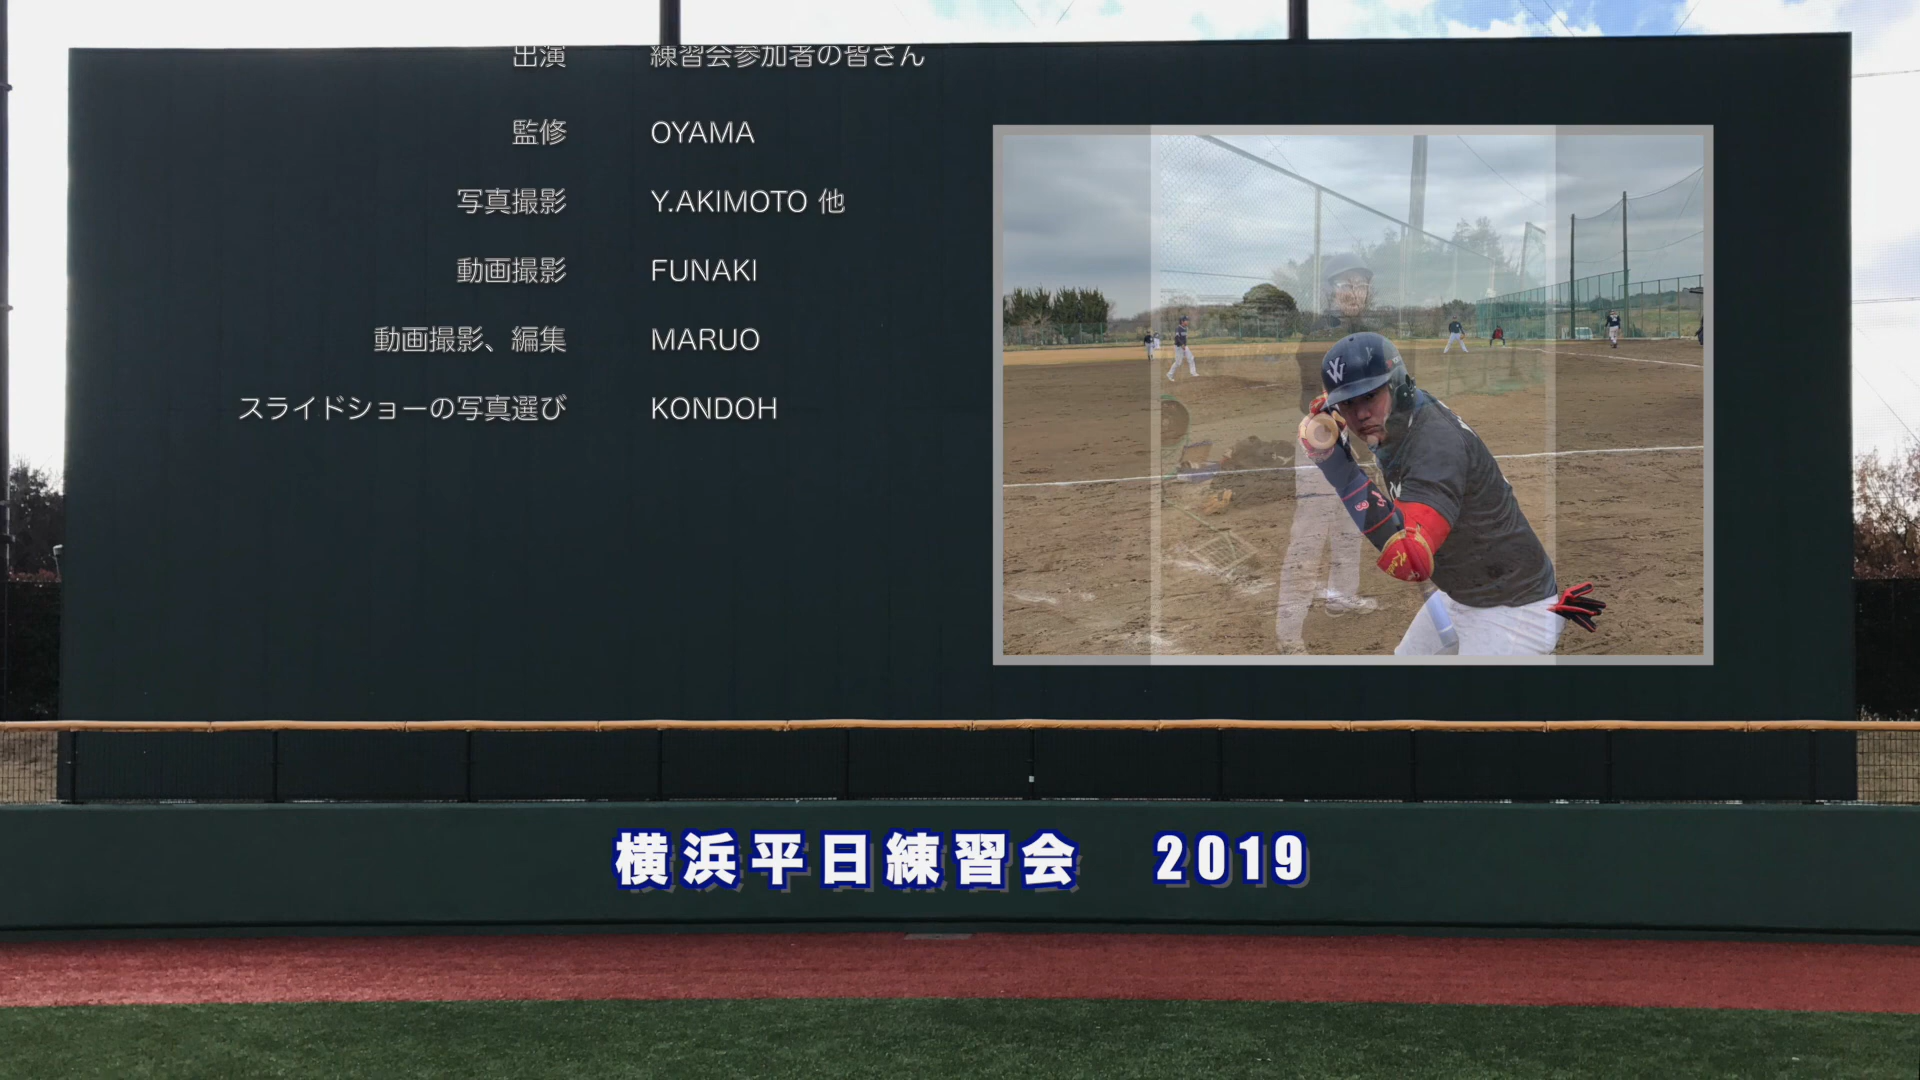 出演 練習会参加者の皆さん
監修 OYAMA
写真撮影 Y.AKIMOTO 他
動画撮影 FUNAKI
動画撮影、編集 MARUO
スライドショーの写真選び KONDOH
横浜平日練習会 2019